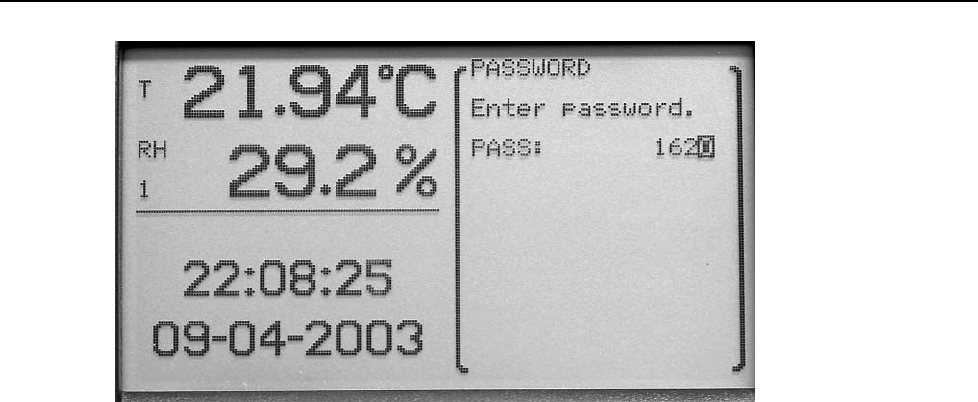 T 21.94°C
RH 29.2 %
1
22:08:25
09-04-2003
PASSWORD
Enter password.
PASS: 1620